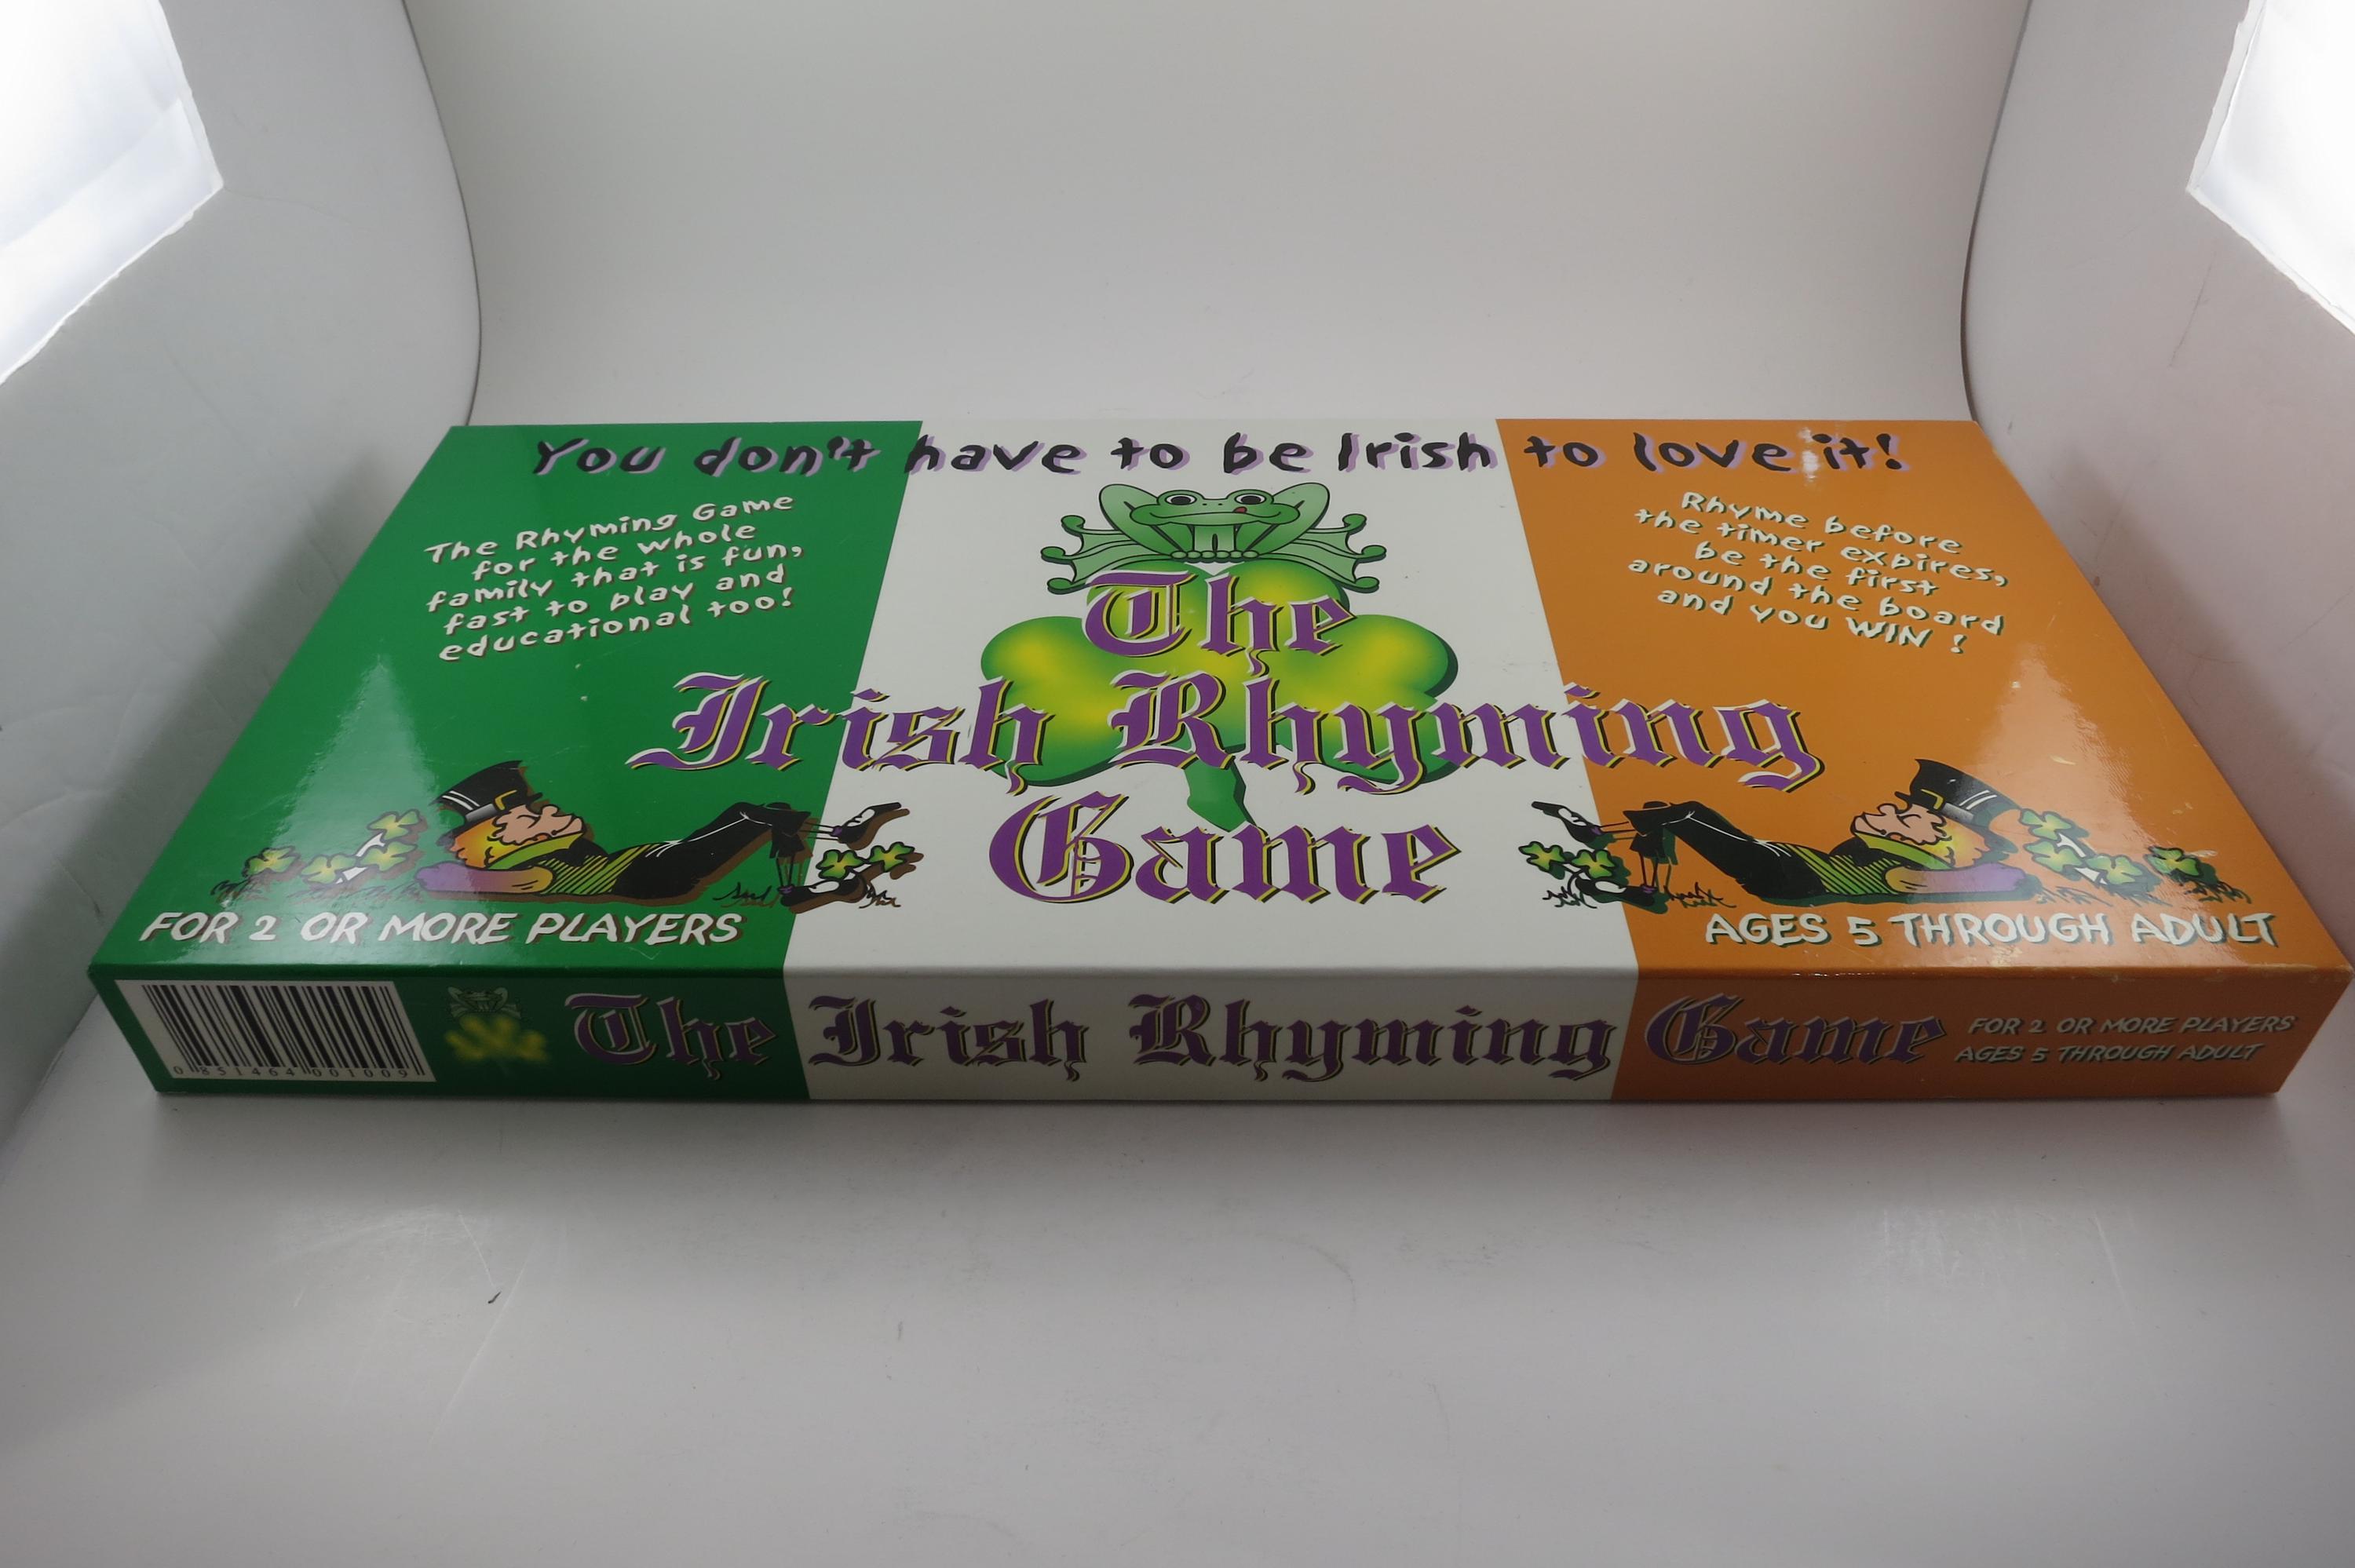 You don't have to be Irish to love it!
The Rhyming Game
for the whole
family that is fun,
fast to play and
educational too!
Rhyme before
the timer expires,
be the first
around the board
and you WIN !
The
Irish Rhyming
Game
FOR 2 OR MORE PLAYERS
AGES 5 THROUGH ADULT
0 851464 001009
The Irish Rhyming Game
FOR 2 OR MORE PLAYERS
AGES 5 THROUGH ADULT